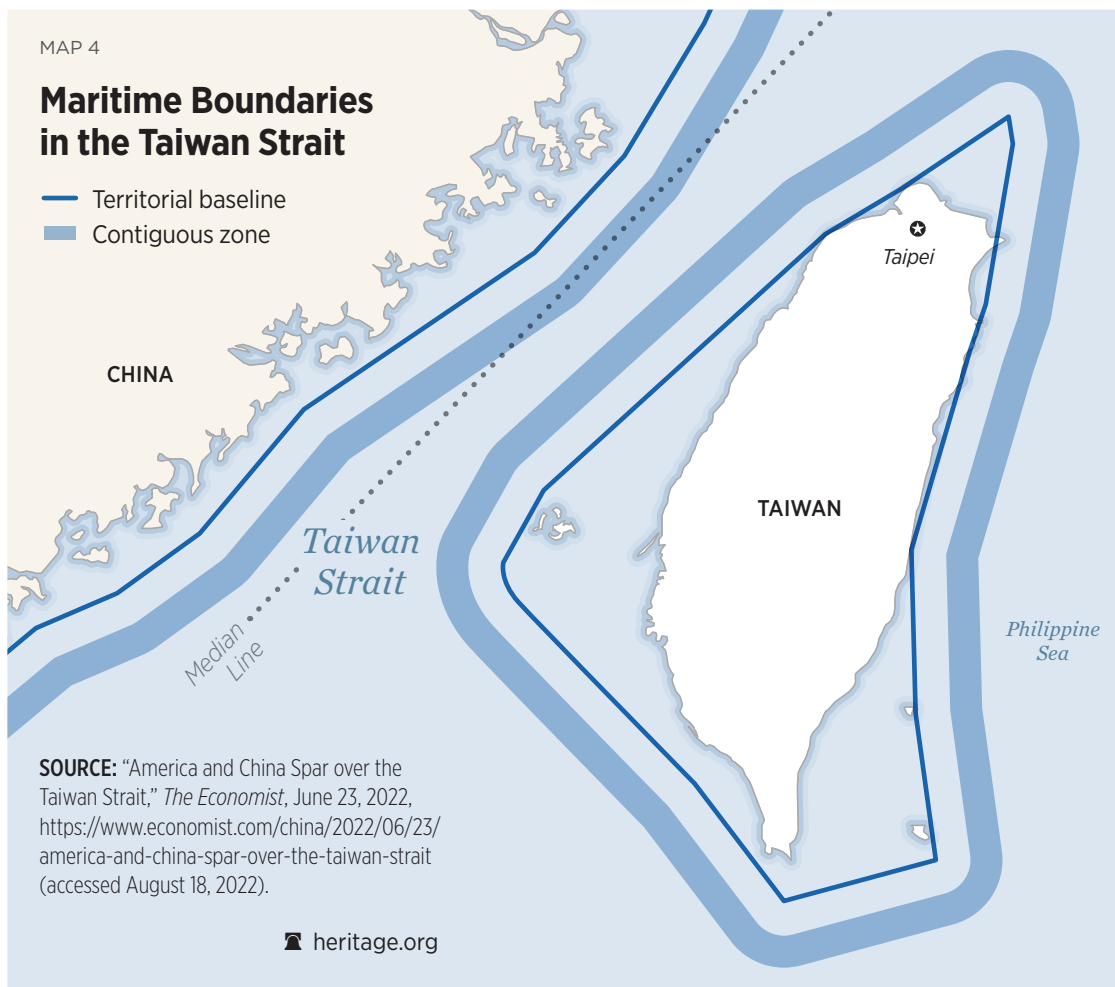 MAP 4
Maritime Boundaries
in the Taiwan Strait
Territorial baseline
Contiguous zone
Taipei
CHINA
TAIWAN
Taiwan
Strait
Philippine
Sea
Median
Line
SOURCE: “America and China Spar over the
Taiwan Strait,” The Economist, June 23, 2022,
https://www.economist.com/china/2022/06/23/
america-and-china-spar-over-the-taiwan-strait
(accessed August 18, 2022).
heritage.org